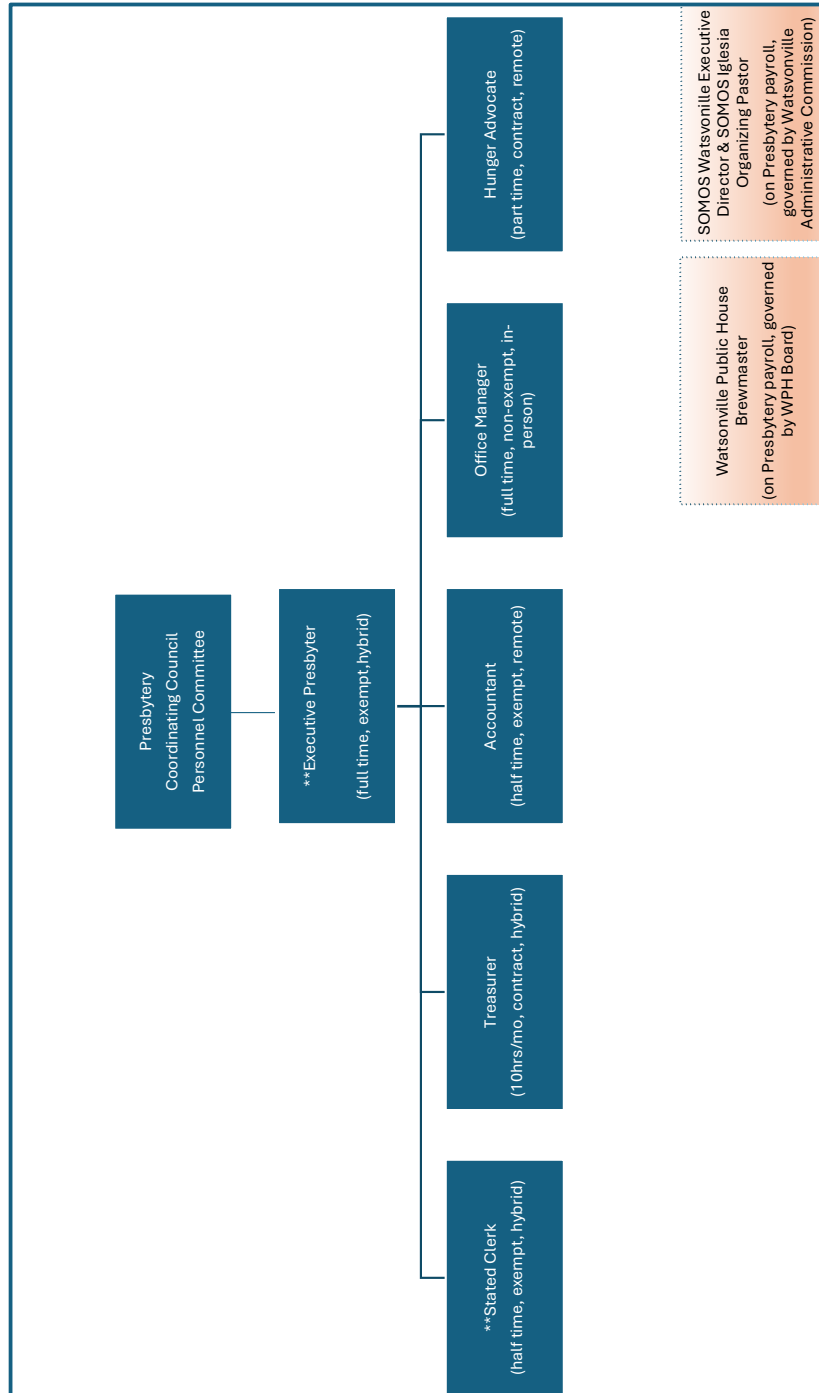 Presbytery
Coordinating Council
Personnel Committee
**Executive Presbyter
(full time, exempt,hybrid)
**Stated Clerk
(half time, exempt, hybrid)
Treasurer
(10hrs/mo, contract, hybrid)
Accountant
(half time, exempt, remote)
Office Manager
(full time, non-exempt, in-
person)
Hunger Advocate
(part time, contract, remote)
Watsonville Public House
Brewmaster
(on Presbytery payroll, governed
by WPH Board)
SOMOS Watsvonille Executive
Director & SOMOS Iglesia
Organizing Pastor
(on Presbytery payroll,
governed by Watsvonville
Administrative Commission)